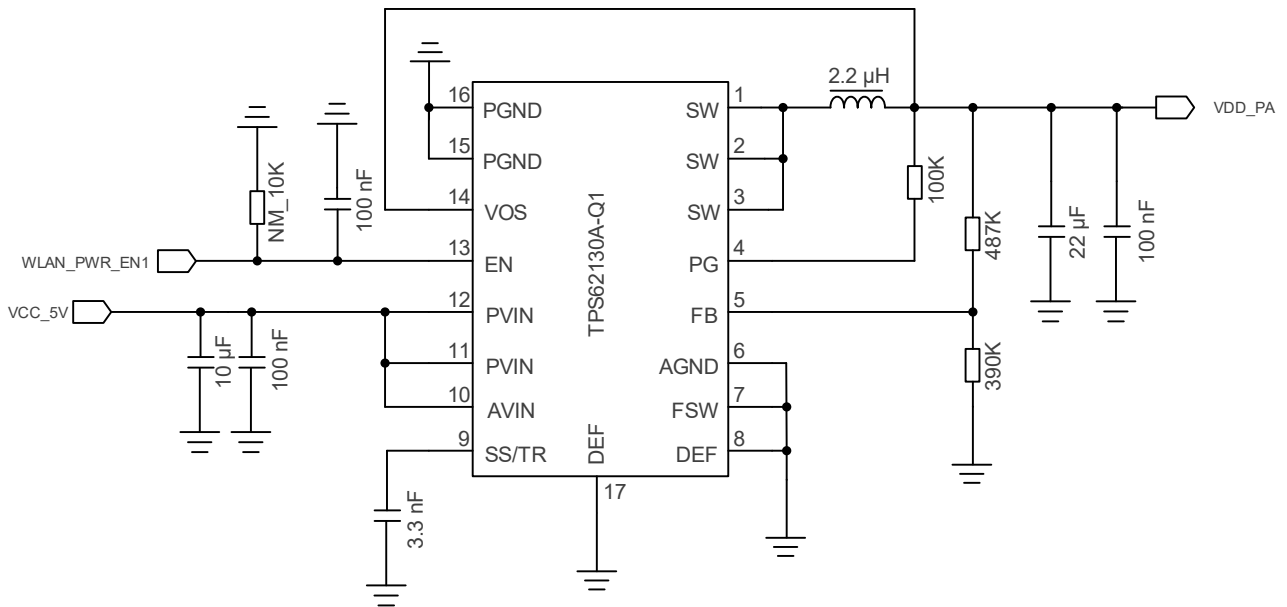 2.2 µH
VDD_PA
16
PGND
SW
1
15
PGND
SW
2
14
VOS
SW
3
13
EN
PG
4
12
PVIN
FB
5
11
PVIN
AGND
6
10
AVIN
FSW
7
9
SS/TR
DEF
8
DEF
17
TPS62130A-Q1
NM_10K
100 nF
WLAN_PWR_EN1
VCC_5V
10 µF
100 nF
3.3 nF
100K
487K
390K
22 µF
100 nF